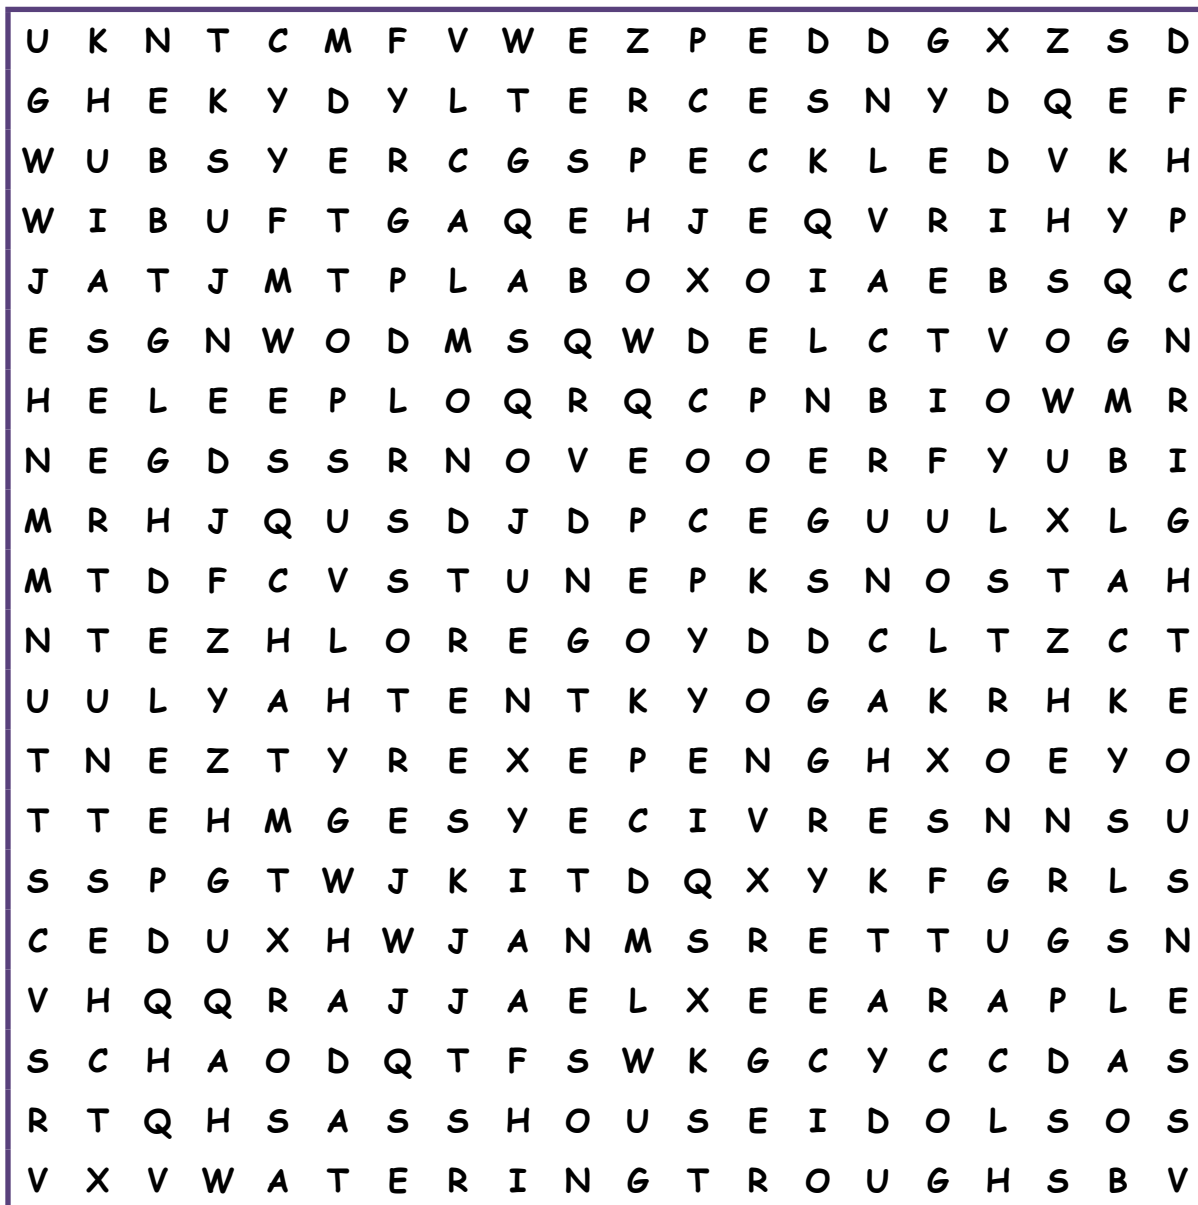 U K N T C M F V W E Z P E D D G X Z S D
G H E K Y D Y L T E R C E S N Y D Q E F
W U B S Y E R C G S P E C K L E D V K H
W I B U F T G A Q E H J E Q V R I H Y P
J A T J M T P L A B O X O I A E B S Q C
E S G N W O D M S Q W D E L C T V O G N
H E L E E P L O Q R Q C P N B I O W M R
N E G D S S R N O V E O O E R F Y U B I
M R H J Q U S D J D P C E G U U L X L G
M T D F C V S T U N E P K S N O S T A H
N T E Z H L O R E G O Y D D C L T Z C T
U U L Y A H T E N T K Y O G A K R H K E
T N E Z T Y R E X E P E N G H X O E Y O
T T E H M G E S Y E C I V R E S N N S U
S S P G T W J K I T D Q X Y K F G R L S
C E D U X H W J A N M S R E T T U G S N
V H Q Q R A J J A E L X E E A R A P L E
S C H A O D Q T F S W K G C Y C C D A S
R T Q H S A S S H O U S E I D O L S O S
V X V W A T E R I N G T R O U G H S B V